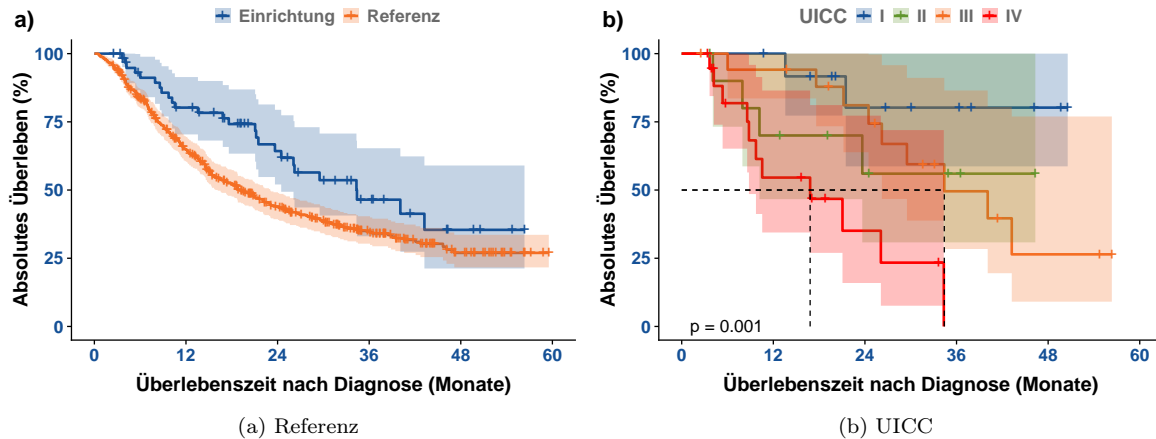 a)
Einrichtung Referenz
Absolutes Überleben (%)
100
75
50
25
0
0 12 24 36 48 60
Überlebenszeit nach Diagnose (Monate)
(a) Referenz
b)
UICC I II III IV
Absolutes Überleben (%)
100
75
50
25
0
p = 0.001
0 12 24 36 48 60
Überlebenszeit nach Diagnose (Monate)
(b) UICC